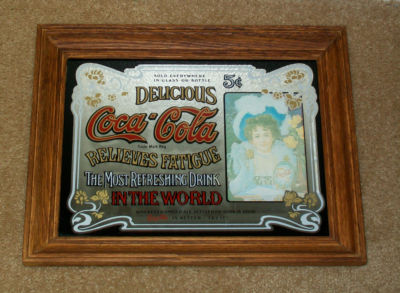 SOLD EVERYWHERE
IN GLASS OR BOTTLE
5¢
DELICIOUS
Coca-Cola
RELIEVES FATIGUE
THE MOST REFRESHING DRINK
IN THE WORLD